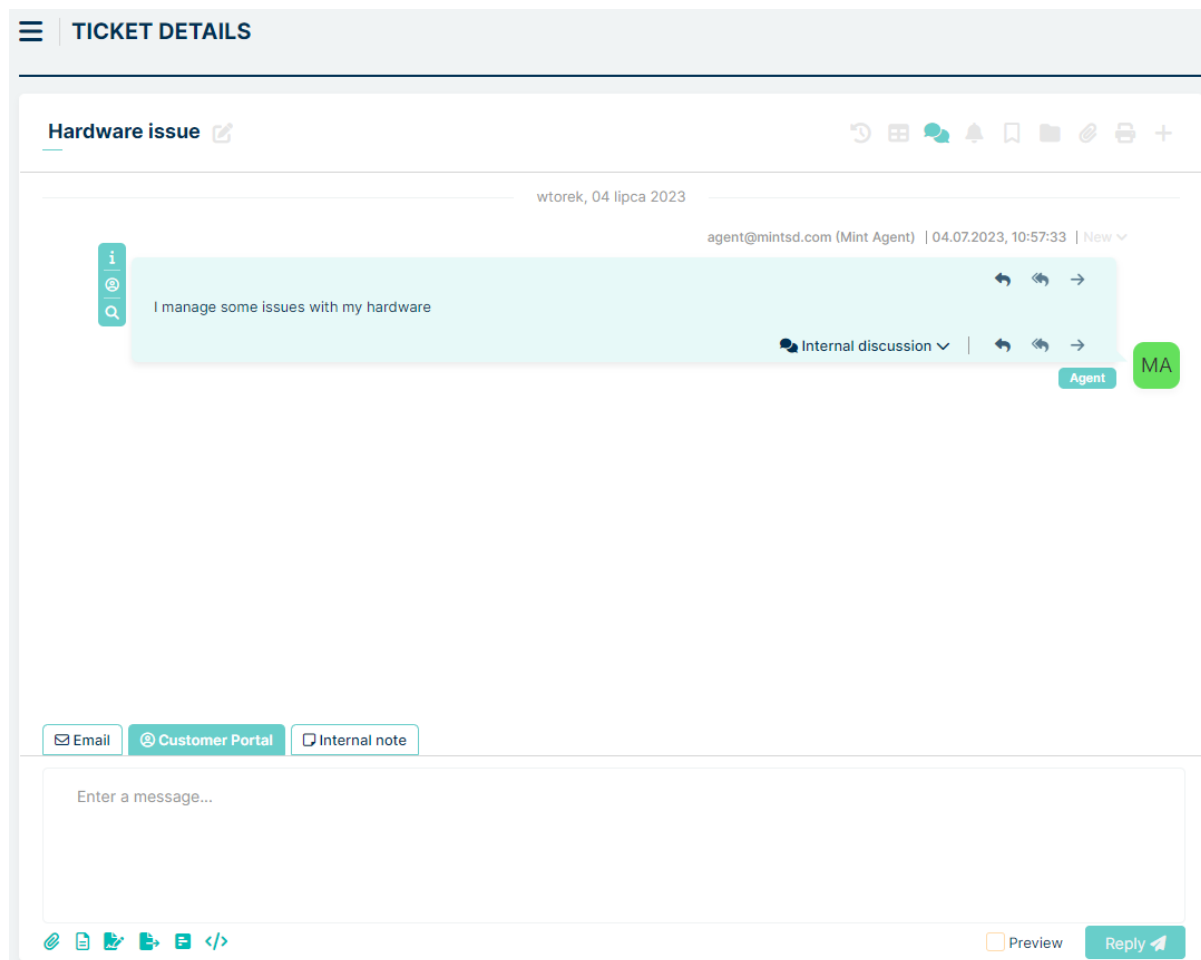 TICKET DETAILS
Hardware issue
wtorek, 04 lipca 2023
agent@mintsd.com (Mint Agent) | 04.07.2023, 10:57:33 | New
I manage some issues with my hardware
Internal discussion
MA
Agent
Email Customer Portal Internal note
Enter a message...
Preview Reply